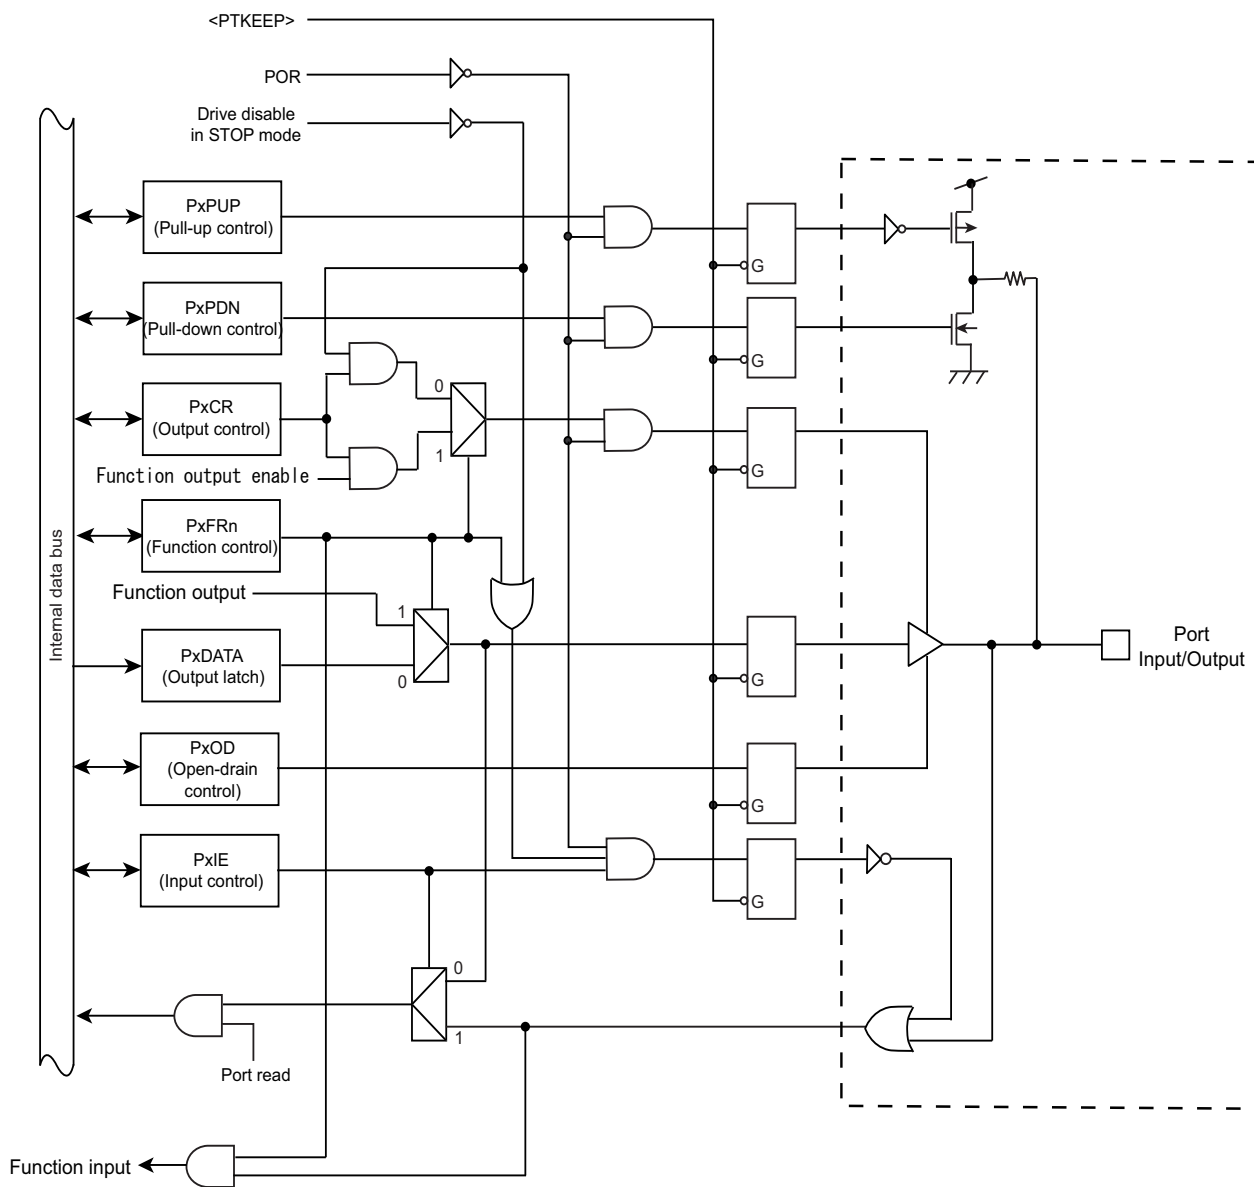 <PTKEEP>
POR
Drive disable
in STOP mode
PxPUP
(Pull-up control)
G
PxPDN
(Pull-down control)
G
PxCR
(Output control)
0
1
Function output enable
G
PxFRn
(Function control)
Function output
1
0
PxDATA
(Output latch)
G
Port
Input/Output
PxOD
(Open-drain
control)
G
PxIE
(Input control)
G
0
1
Port read
Function input
Internal data bus